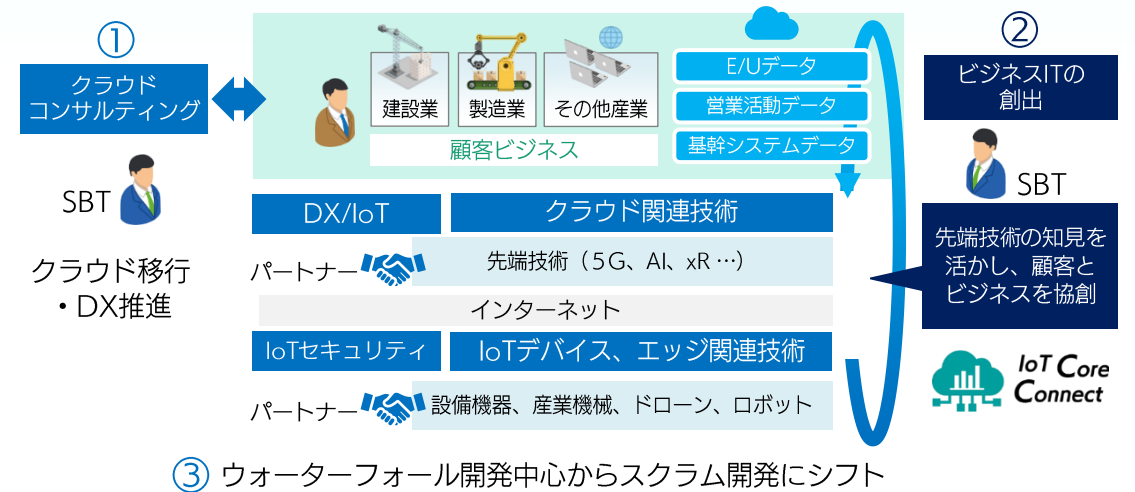 ①
クラウド
コンサルティング
SBT
クラウド移行
・DX推進
建設業
製造業
その他産業
顧客ビジネス
E/Uデータ
営業活動データ
基幹システムデータ
DX/IoT
クラウド関連技術
パートナー
先端技術（５G、AI、xR …）
インターネット
IoTセキュリティ
IoTデバイス、エッジ関連技術
パートナー
設備機器、産業機械、ドローン、ロボット
②
ビジネスITの
創出
SBT
先端技術の知見を
活かし、顧客と
ビジネスを協創
IoT Core
Connect
③ ウォーターフォール開発中心からスクラム開発にシフト